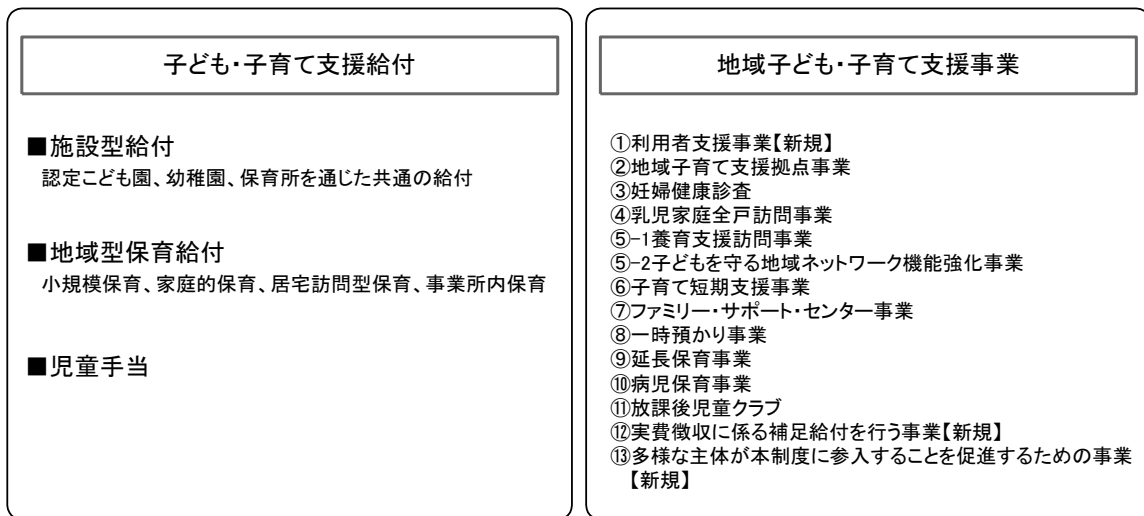 子ども・子育て支援給付
■施設型給付
認定こども園、幼稚園、保育所を通じた共通の給付
■地域型保育給付
小規模保育、家庭的保育、居宅訪問型保育、事業所内保育
■児童手当
地域子ども・子育て支援事業
①利用者支援事業【新規】
②地域子育て支援拠点事業
③妊婦健康診査
④乳児家庭全戸訪問事業
⑤-1養育支援訪問事業
⑤-2子どもを守る地域ネットワーク機能強化事業
⑥子育て短期支援事業
⑦ファミリー・サポート・センター事業
⑧一時預かり事業
⑨延長保育事業
⑩病児保育事業
⑪放課後児童クラブ
⑫実費徴収に係る補足給付を行う事業【新規】
⑬多様な主体が本制度に参入することを促進するための事業
【新規】